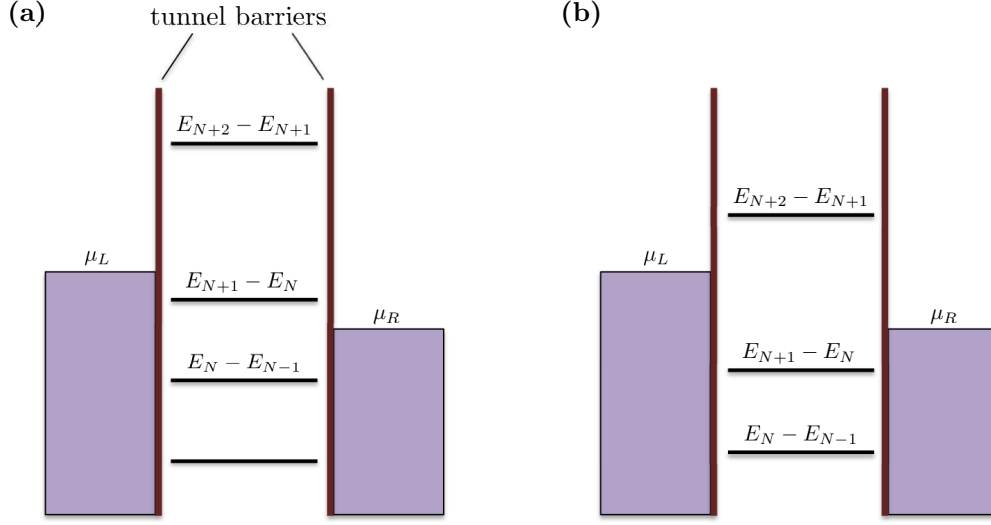 (a)
tunnel barriers
E_{N+2} − E_{N+1}
μ_L
E_{N+1} − E_N
μ_R
E_N − E_{N−1}
(b)
E_{N+2} − E_{N+1}
μ_L
μ_R
E_{N+1} − E_N
E_N − E_{N−1}